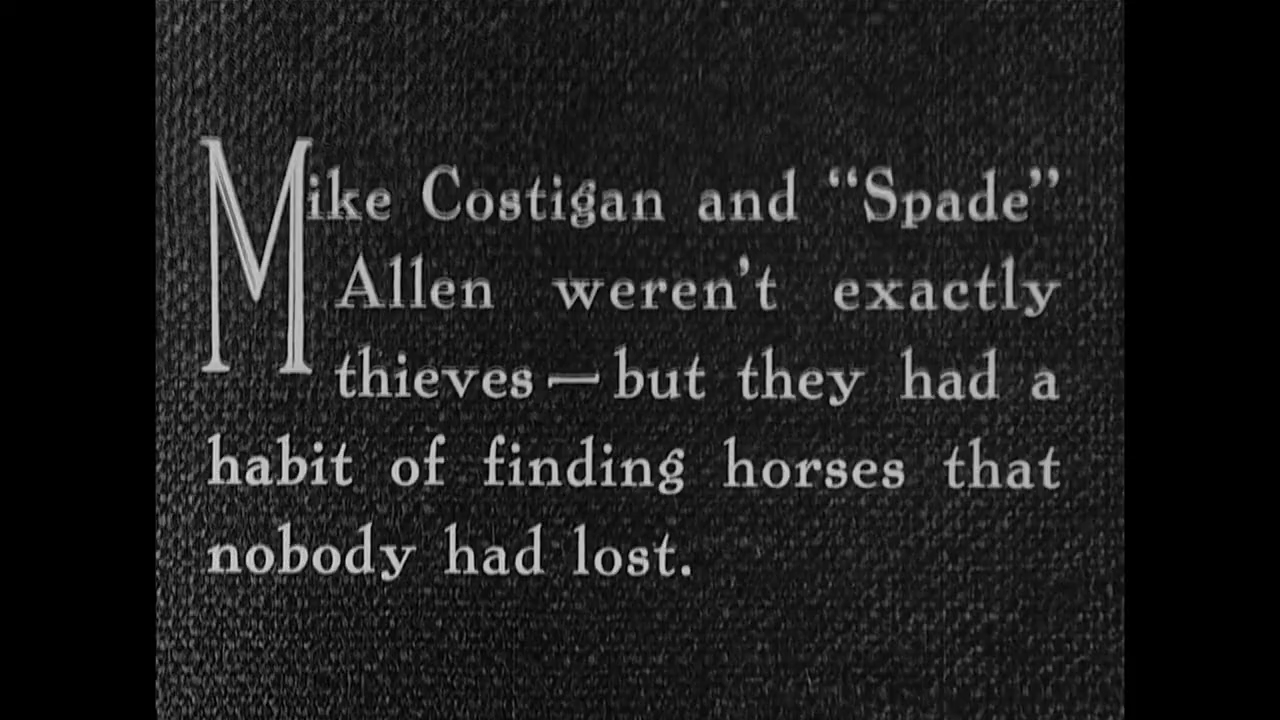 Mike Costigan and “Spade”
Allen weren't exactly
thieves — but they had a
habit of finding horses that
nobody had lost.